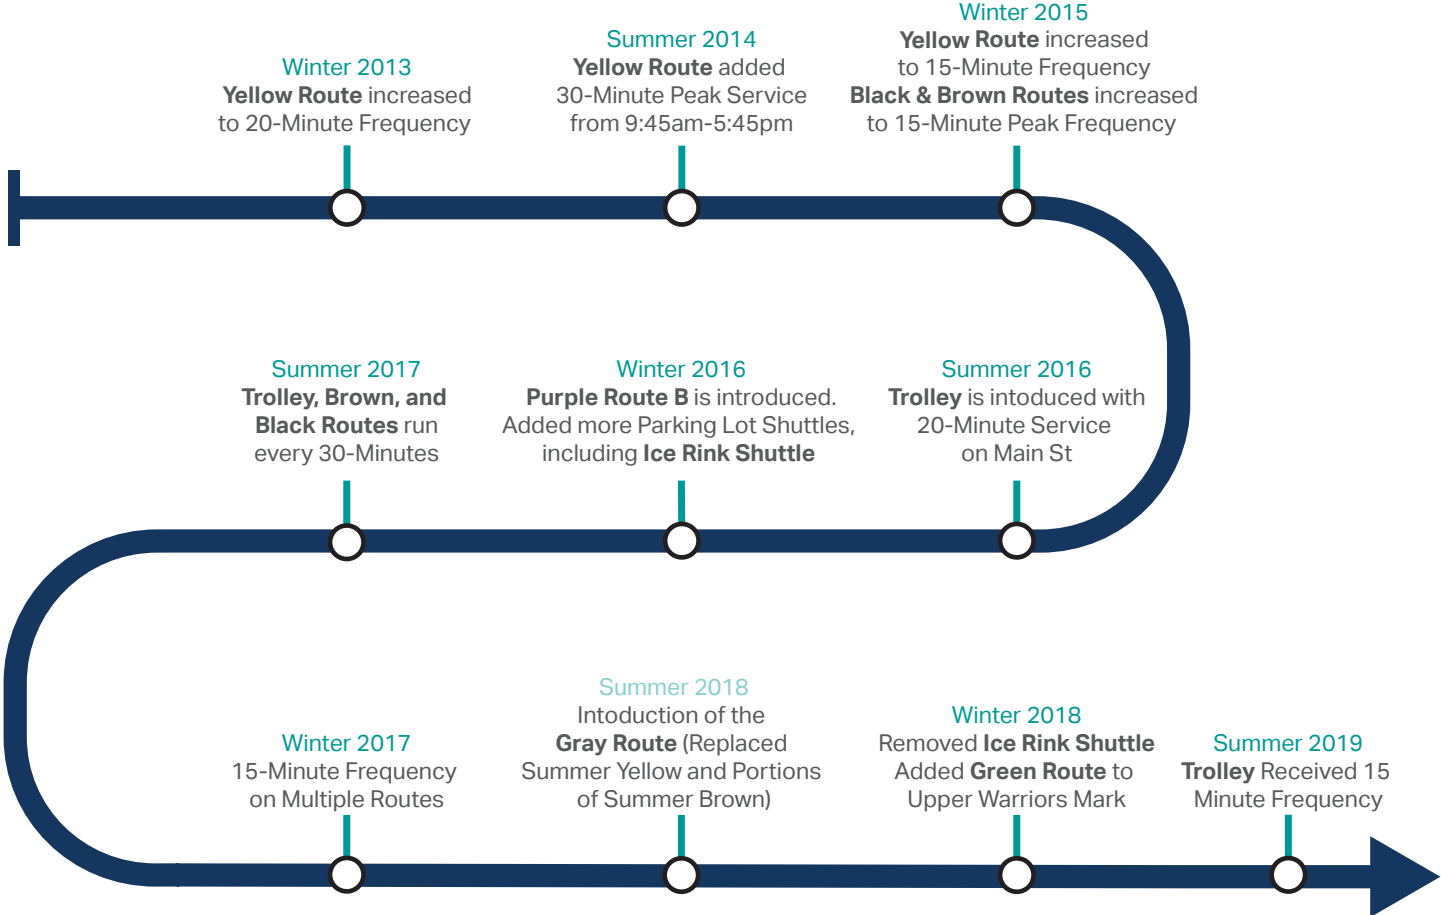 Winter 2013
Yellow Route increased
to 20-Minute Frequency
Summer 2014
Yellow Route added
30-Minute Peak Service
from 9:45am-5:45pm
Winter 2015
Yellow Route increased
to 15-Minute Frequency
Black & Brown Routes increased
to 15-Minute Peak Frequency
Summer 2017
Trolley, Brown, and
Black Routes run
every 30-Minutes
Winter 2016
Purple Route B is introduced.
Added more Parking Lot Shuttles,
including Ice Rink Shuttle
Summer 2016
Trolley is intoduced with
20-Minute Service
on Main St
Winter 2017
15-Minute Frequency
on Multiple Routes
Summer 2018
Intoduction of the
Gray Route (Replaced
Summer Yellow and Portions
of Summer Brown)
Winter 2018
Removed Ice Rink Shuttle
Added Green Route to
Upper Warriors Mark
Summer 2019
Trolley Received 15
Minute Frequency